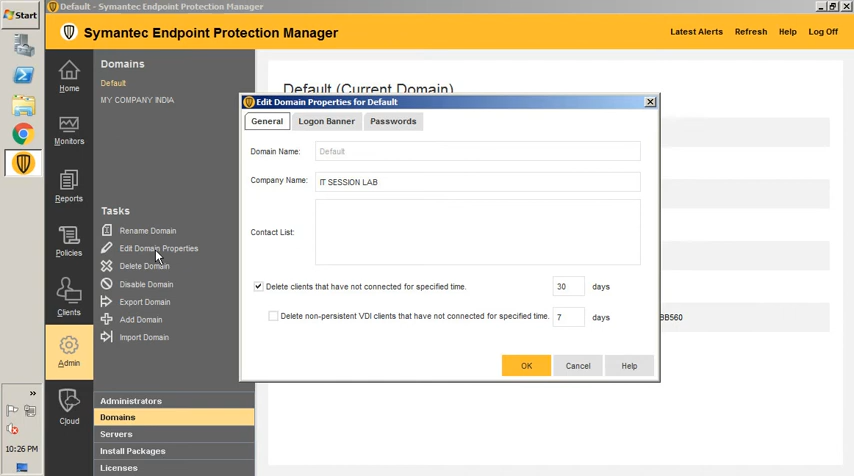 Start
Default - Symantec Endpoint Protection Manager
Symantec Endpoint Protection Manager
Latest Alerts
Refresh
Help
Log Off
Home
Monitors
Reports
Policies
Clients
Admin
Cloud
Domains
Default
MY COMPANY INDIA
Tasks
Rename Domain
Edit Domain Properties
Delete Domain
Disable Domain
Export Domain
Add Domain
Import Domain
Administrators
Domains
Servers
Install Packages
Licenses
Default (Current Domain)
Edit Domain Properties for Default
General
Logon Banner
Passwords
Domain Name:
Default
Company Name:
IT SESSION LAB
Contact List:
Delete clients that have not connected for specified time.
30
days
Delete non-persistent VDI clients that have not connected for specified time.
7
days
OK
Cancel
Help
BB560
10:26 PM